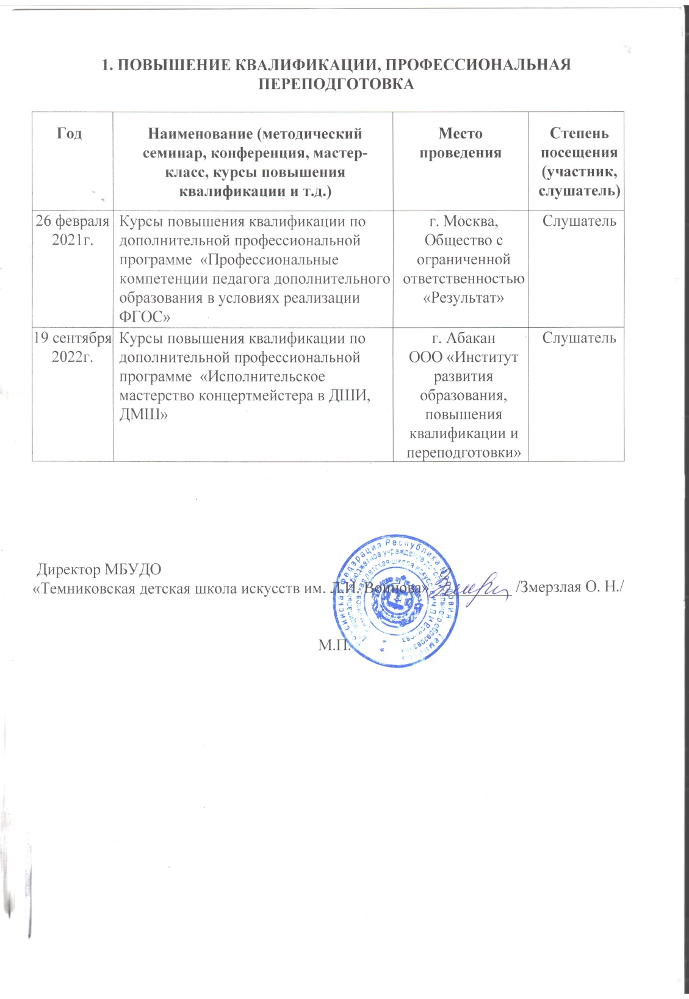 1. ПОВЫШЕНИЕ КВАЛИФИКАЦИИ, ПРОФЕССИОНАЛЬНАЯ
ПЕРЕПОДГОТОВКА
Год
Наименование (методический
семинар, конференция, мастер-
класс, курсы повышения
квалификации и т.д.)
Место
проведения
Степень
посещения
(участник,
слушатель)
26 февраля
2021г.
Курсы повышения квалификации по
дополнительной профессиональной
программе «Профессиональные
компетенции педагога дополнительного
образования в условиях реализации
ФГОС»
г. Москва,
Общество с
ограниченной
ответственностью
«Результат»
Слушатель
19 сентября
2022г.
Курсы повышения квалификации по
дополнительной профессиональной
программе «Исполнительское
мастерство концертмейстера в ДШИ,
ДМШ»
г. Абакан
ООО «Институт
развития
образования,
повышения
квалификации и
переподготовки»
Слушатель
Директор МБУДО
«Темниковская детская школа искусств им. Л.И. Воинова» /Змерзлая О. Н./
М.П.
Российская Федерация Республика Мордовия